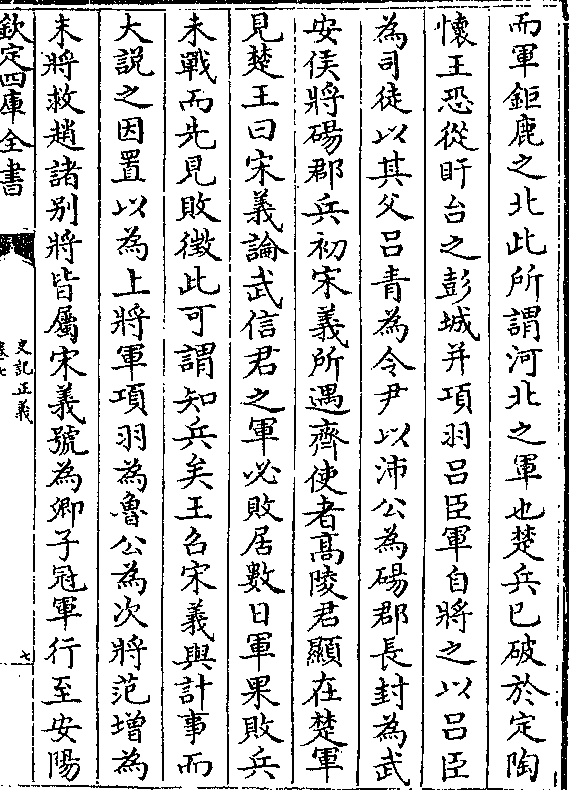 而軍鉅鹿之北此所謂河北之軍也楚兵已破於定陶
懷王恐從盱台之彭城并項羽呂臣軍自將之以呂臣
為司徒以其父呂青為令尹以沛公為碭郡長封為武
安侯將碭郡兵初宋義所遇齊使者髙陵君顯在楚軍
見楚王曰宋義論武信君之軍必敗居數日軍果敗兵
未戰而先見敗徵此可謂知兵矣王召宋義與計事而
大說之因置以為上將軍項羽為魯公為次將范增為
末將救趙諸别將皆屬宋義號為卿子冠軍行至安陽
欽定四庫全書
史記正義
卷七
七